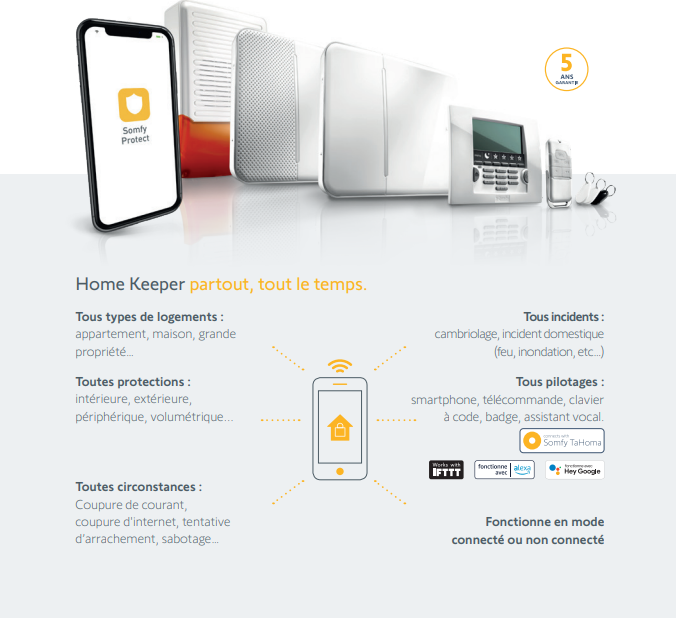 Somfy
Protect
5
ANS
GARANTIE
Home Keeper partout, tout le temps.
Tous types de logements :
appartement, maison, grande
propriété...
Toutes protections :
intérieure, extérieure,
périphérique, volumétrique...
Toutes circonstances :
Coupure de courant,
coupure d'internet, tentative
d'arrachement, sabotage...
Tous incidents :
cambriolage, incident domestique
(feu, inondation, etc...)
Tous pilotages :
smartphone, télécommande, clavier
à code, badge, assistant vocal.
connects with
Somfy TaHoma
Works with
IFTTT
fonctionne
avec
alexa
fonctionne avec
Hey Google
Fonctionne en mode
connecté ou non connecté